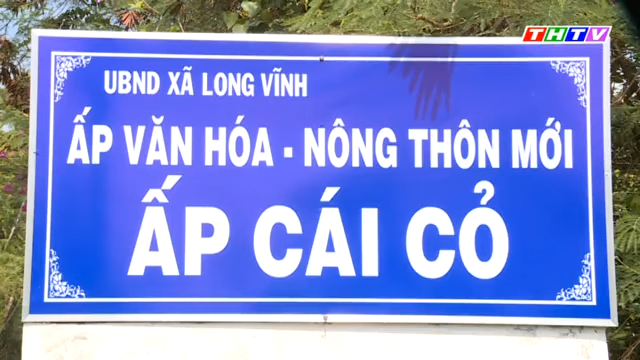 THTV
UBND XÃ LONG VĨNH
ẤP VĂN HÓA - NÔNG THÔN MỚI
ẤP CÁI CỎ